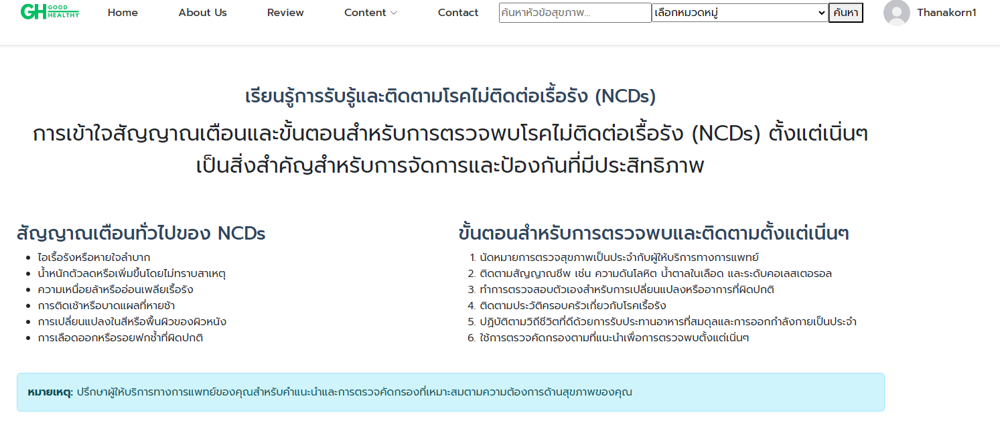 GH GOOD HEALTHY
Home About Us Review Content Contact ค้นหาหัวข้อสุขภาพ... เลือกหมวดหมู่ ค้นหา Thanakorn1
เรียนรู้การรับรู้และติดตามโรคไม่ติดต่อเรื้อรัง (NCDs)
การเข้าใจสัญญาณเตือนและขั้นตอนสำหรับการตรวจพบโรคไม่ติดต่อเรื้อรัง (NCDs) ตั้งแต่เนิ่นๆ
เป็นสิ่งสำคัญสำหรับการจัดการและป้องกันที่มีประสิทธิภาพ
สัญญาณเตือนทั่วไปของ NCDs
ไอเรื้อรังหรือหายใจลำบาก
น้ำหนักตัวลดหรือเพิ่มขึ้นโดยไม่ทราบสาเหตุ
ความเหนื่อยล้าหรืออ่อนเพลียเรื้อรัง
การติดเช้าหรือบาดแผลที่หายช้า
การเปลี่ยนแปลงในสีหรือพื้นผิวของผิวหนัง
การเลือดออกหรือรอยฟกช้ำที่ผิดปกติ
ขั้นตอนสำหรับการตรวจพบและติดตามตั้งแต่เนิ่นๆ
1. นัดหมายการตรวจสุขภาพเป็นประจำกับผู้ให้บริการทางการแพทย์
2. ติดตามสัญญาณชีพ เช่น ความดันโลหิต น้ำตาลในเลือด และระดับคอเลสเตอรอล
3. ทำการตรวจสอบตัวเองสำหรับการเปลี่ยนแปลงหรืออาการที่ผิดปกติ
4. ติดตามประวัติครอบครัวเกี่ยวกับโรคเรื้อรัง
5. ปฏิบัติตามวิถีชีวิตที่ดีด้วยการรับประทานอาหารที่สมดุลและการออกกำลังกายเป็นประจำ
6. ใช้การตรวจคัดกรองตามที่แนะนำเพื่อการตรวจพบตั้งแต่เนิ่นๆ
หมายเหตุ: ปรึกษาผู้ให้บริการทางการแพทย์ของคุณสำหรับคำแนะนำและการตรวจคัดกรองที่เหมาะสมตามความต้องการด้านสุขภาพของคุณ